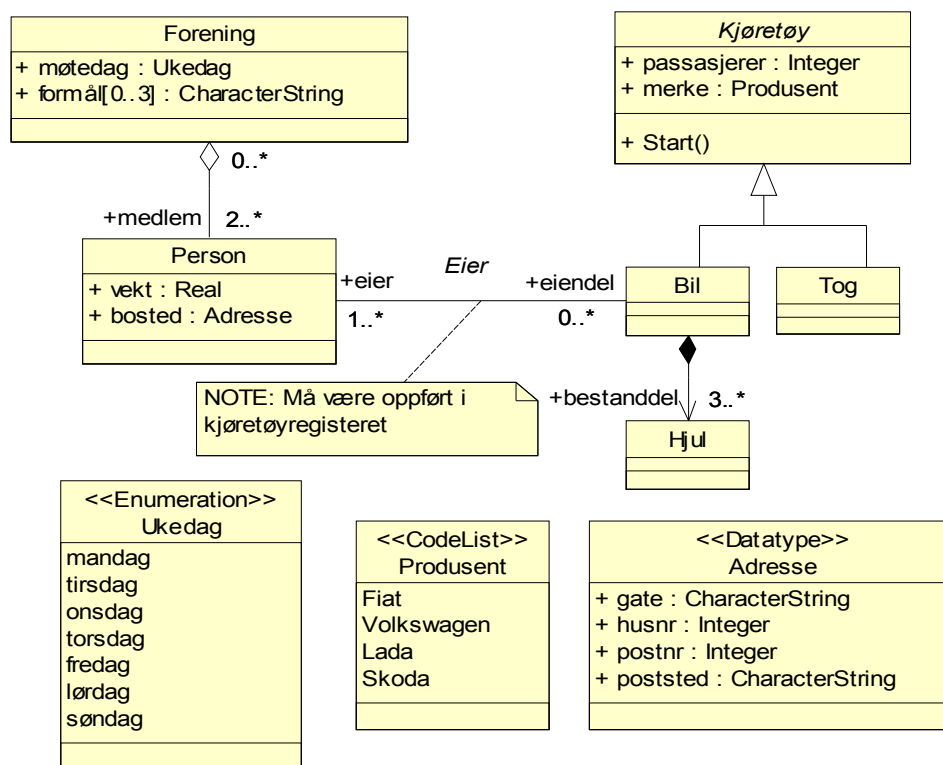 Forening
+ møtedag : Ukedag
+ formål[0..3] : CharacterString
0..*
+medlem
2..*
Kjøretøy
+ passasjerer : Integer
+ merke : Produsent
+ Start()
Person
+ vekt : Real
+ bosted : Adresse
+eier
1..*
Eier
+eiendel
0..*
Bil
Tog
NOTE: Må være oppført i
kjøretøyregisteret
+bestanddel
3..*
Hjul
<<Enumeration>>
Ukedag
mandag
tirsdag
onsdag
torsdag
fredag
lørdag
søndag
<<CodeList>>
Produsent
Fiat
Volkswagen
Lada
Skoda
<<Datatype>>
Adresse
+ gate : CharacterString
+ husnr : Integer
+ postnr : Integer
+ poststed : CharacterString